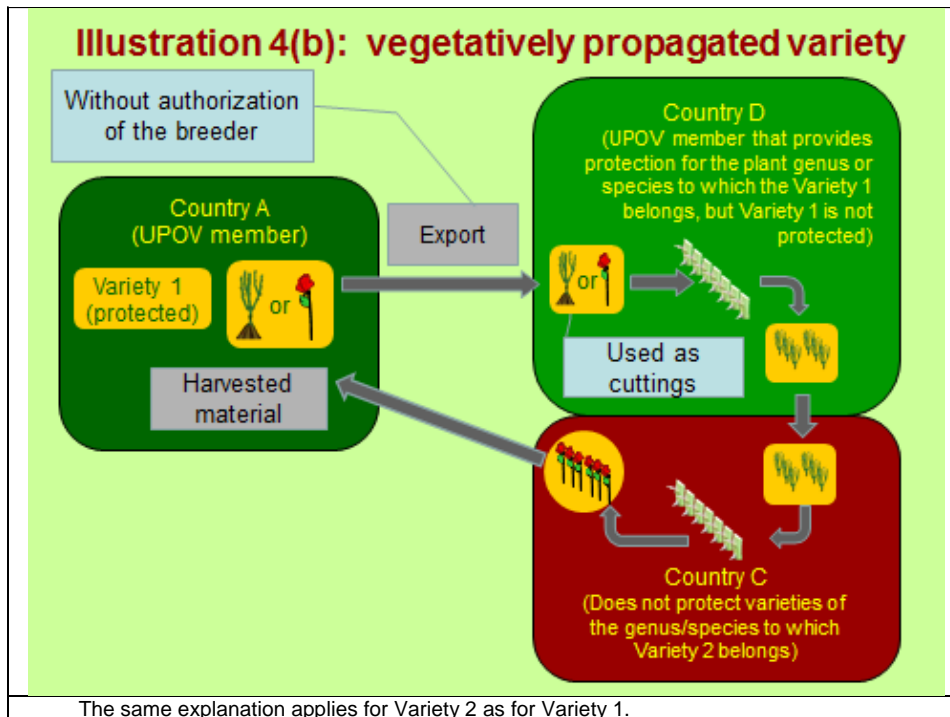 Illustration 4(b): vegetatively propagated variety
Without authorization
of the breeder
Country A
(UPOV member)
Variety 1
(protected)
or
Harvested
material
Export
Country D
(UPOV member that provides
protection for the plant genus or
species to which the Variety 1
belongs, but Variety 1 is not
protected)
or
Used as
cuttings
Country C
(Does not protect varieties of
the genus/species to which
Variety 2 belongs)
The same explanation applies for Variety 2 as for Variety 1.